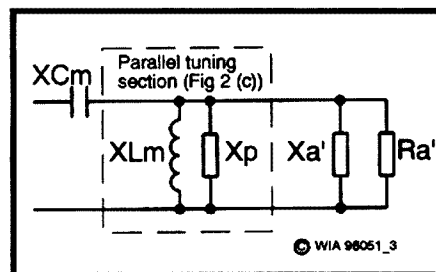 XCm
Parallel tuning
section (Fig 2 (c))
XLm
Xp
Xa'
Ra'
© WIA 96051_3